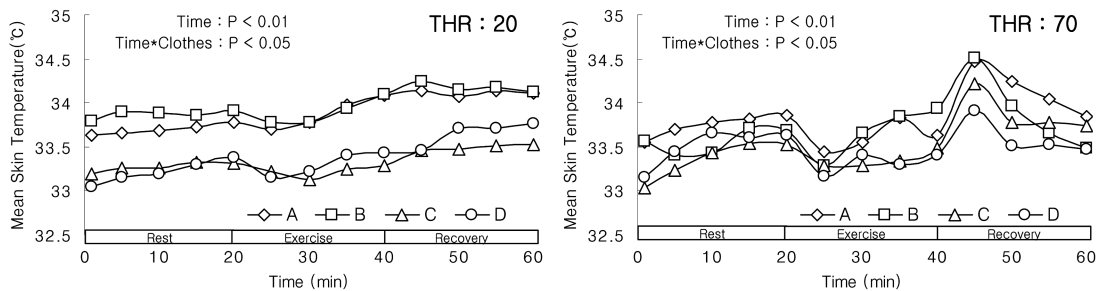 Time : P < 0.01
Time*Clothes : P < 0.05
THR : 20
Mean Skin Temperature(℃)
35
34.5
34
33.5
33
32.5
A B C D
Rest Exercise Recovery
0 10 20 30 40 50 60
Time (min)
Time : P < 0.01
Time*Clothes : P < 0.05
THR : 70
Mean Skin Temperature(℃)
35
34.5
34
33.5
33
32.5
A B C D
Rest Exercise Recovery
0 10 20 30 40 50 60
Time (min)